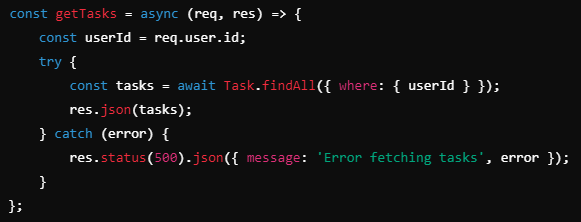 const getTasks = async (req, res) => {
    const userId = req.user.id;
    try {
        const tasks = await Task.findAll({ where: { userId } });
        res.json(tasks);
    } catch (error) {
        res.status(500).json({ message: 'Error fetching tasks', error });
    }
};